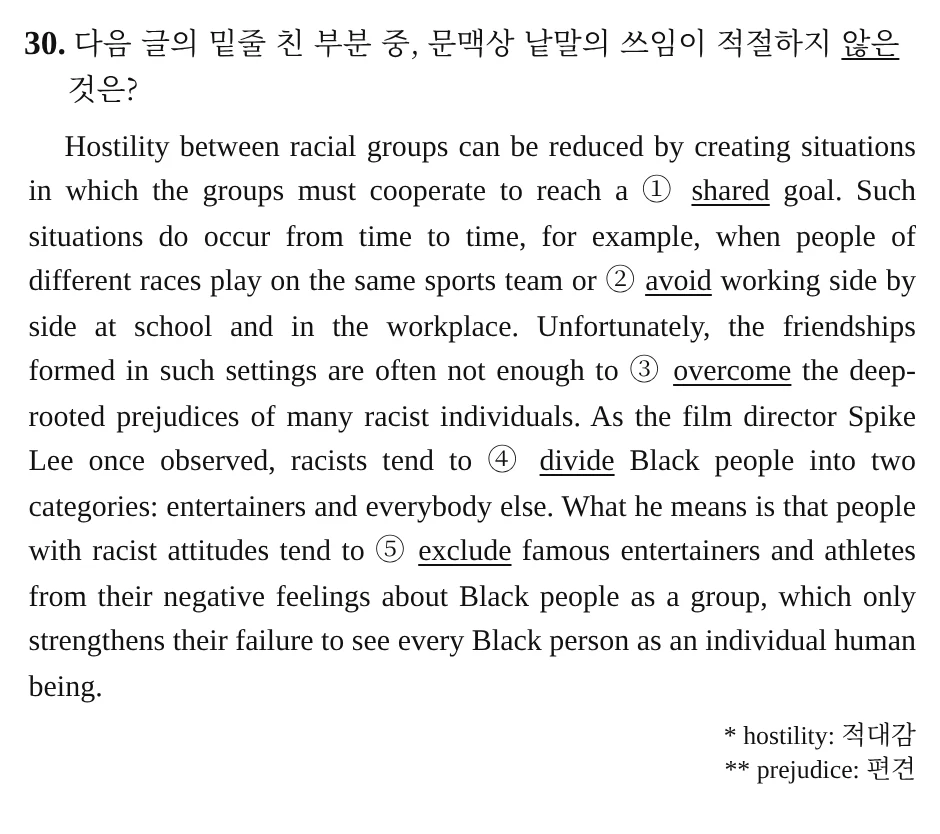 30. 다음 글의 밑줄 친 부분 중, 문맥상 낱말의 쓰임이 적절하지 않은
것은?
Hostility between racial groups can be reduced by creating situations
in which the groups must cooperate to reach a ① shared goal. Such
situations do occur from time to time, for example, when people of
different races play on the same sports team or ② avoid working side by
side at school and in the workplace. Unfortunately, the friendships
formed in such settings are often not enough to ③ overcome the deep-
rooted prejudices of many racist individuals. As the film director Spike
Lee once observed, racists tend to ④ divide Black people into two
categories: entertainers and everybody else. What he means is that people
with racist attitudes tend to ⑤ exclude famous entertainers and athletes
from their negative feelings about Black people as a group, which only
strengthens their failure to see every Black person as an individual human
being.
* hostility: 적대감
** prejudice: 편견